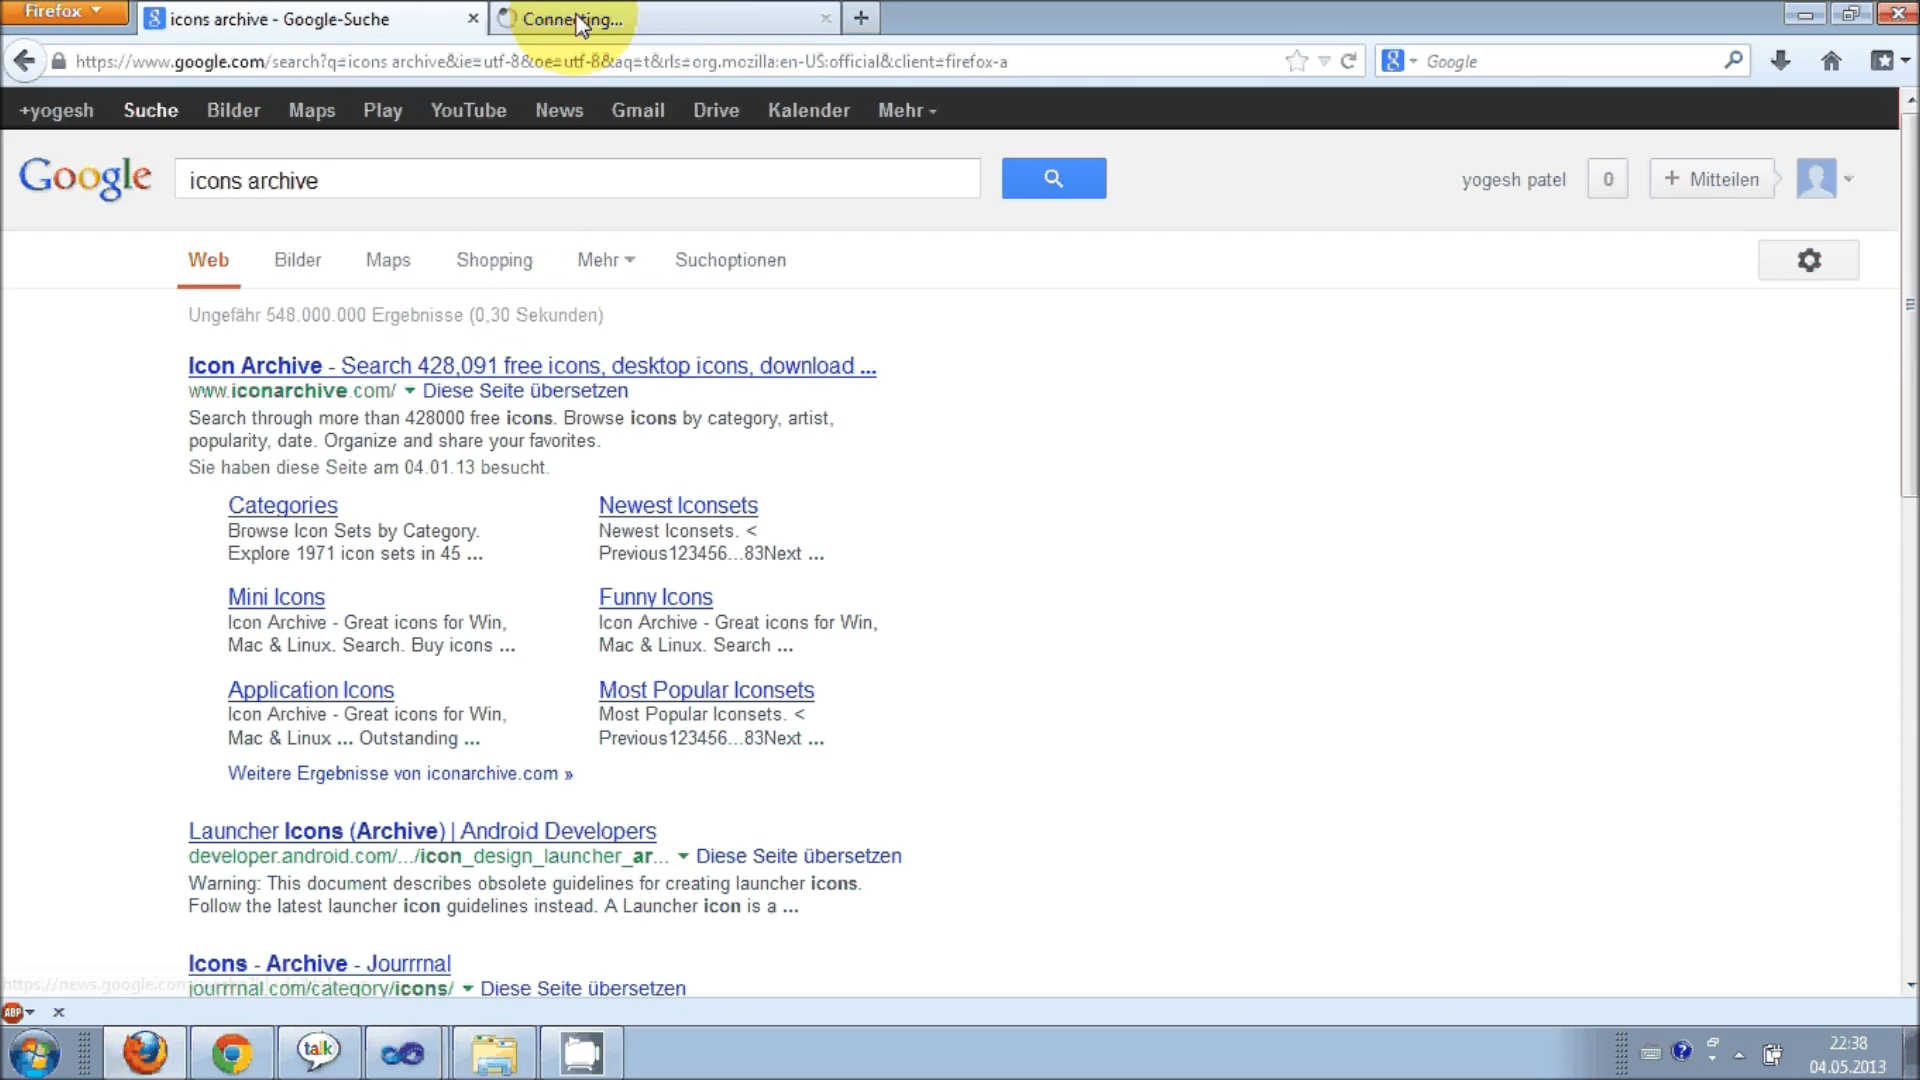 Firefox
icons archive - Google-Suche
Connecting...
https://www.google.com/search?q=icons archive&ie=utf-8&oe=utf-8&aq=t&rls=org.mozilla:en-US:official&client=firefox-a
Google
+yogesh Suche Bilder Maps Play YouTube News Gmail Drive Kalender Mehr
Google
icons archive
yogesh patel
0
+ Mitteilen
Web Bilder Maps Shopping Mehr Suchoptionen
Ungefähr 548.000.000 Ergebnisse (0,30 Sekunden)
Icon Archive - Search 428,091 free icons, desktop icons, download ...
www.iconarchive.com/ Diese Seite übersetzen
Search through more than 428000 free icons. Browse icons by category, artist,
popularity, date. Organize and share your favorites.
Sie haben diese Seite am 04.01.13 besucht.
Categories
Browse Icon Sets by Category.
Explore 1971 icon sets in 45 ...
Newest Iconsets
Newest Iconsets. <
Previous123456...83Next ...
Mini Icons
Icon Archive - Great icons for Win,
Mac & Linux. Search. Buy icons ...
Funny Icons
Icon Archive - Great icons for Win,
Mac & Linux. Search ...
Application Icons
Icon Archive - Great icons for Win,
Mac & Linux ... Outstanding ...
Most Popular Iconsets
Most Popular Iconsets. <
Previous123456...83Next ...
Weitere Ergebnisse von iconarchive.com »
Launcher Icons (Archive) | Android Developers
developer.android.com/.../icon_design_launcher_ar... Diese Seite übersetzen
Warning: This document describes obsolete guidelines for creating launcher icons.
Follow the latest launcher icon guidelines instead. A Launcher icon is a ...
Icons - Archive - Jourrrnal
jourrrnal.com/category/icons/ Diese Seite übersetzen
https://news.google.com
ABP
talk
22:38
04.05.2013